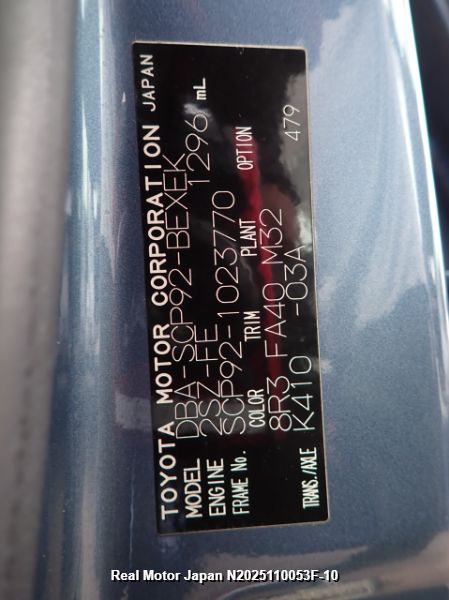 TOYOTA MOTOR CORPORATION JAPAN
MODEL DBA-SCP92-BEXEK
ENGINE 2SZ-FE 1296 mL
FRAME No. SCP92-1023770
COLOR TRIM PLANT OPTION
8R3 FA40 M32 479
TRANS./AXLE K410 -03A
Real Motor Japan N2025110053F-10